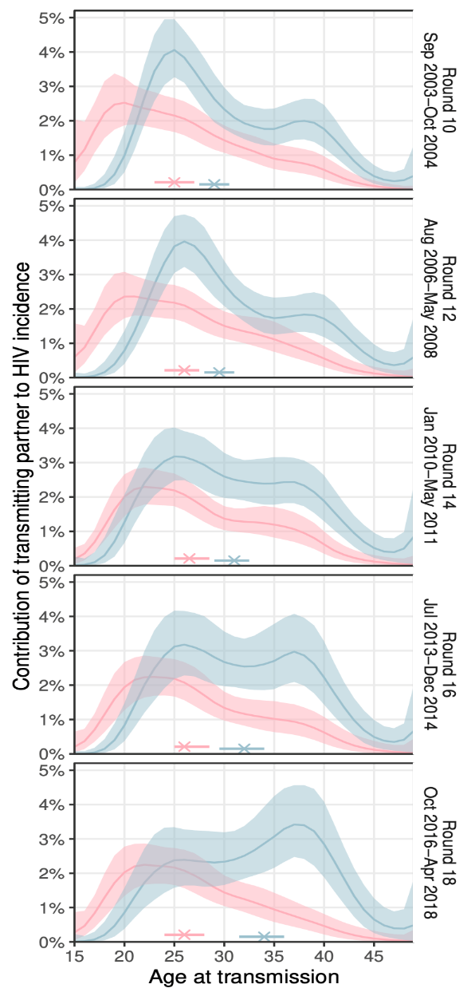 Contribution of transmitting partner to HIV incidence
5%
4%
3%
2%
1%
0%
Round 10
Sep 2003–Oct 2004
5%
4%
3%
2%
1%
0%
Round 12
Aug 2006–May 2008
5%
4%
3%
2%
1%
0%
Round 14
Jan 2010–May 2011
5%
4%
3%
2%
1%
0%
Round 16
Jul 2013–Dec 2014
5%
4%
3%
2%
1%
0%
Round 18
Oct 2016–Apr 2018
15 20 25 30 35 40 45
Age at transmission